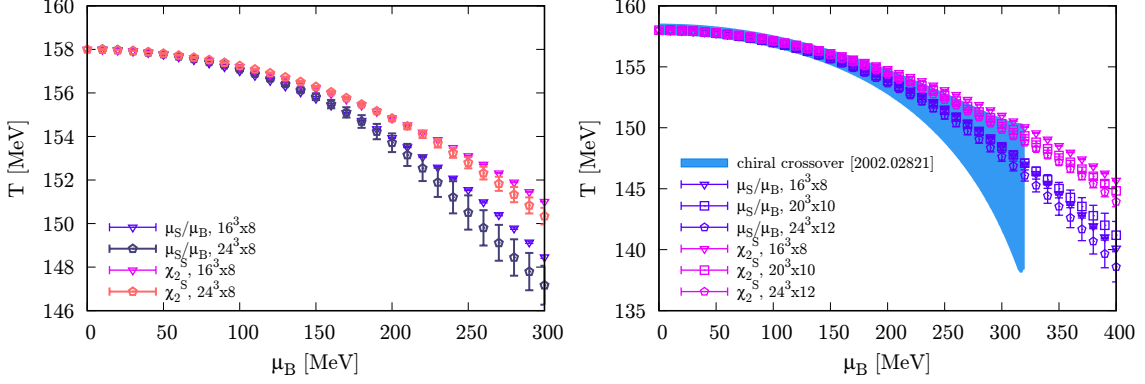 158
156
154
152
150
148
146
T [MeV]
μS/μB, 16³x8
μS/μB, 24³x8
χ₂S, 16³x8
χ₂S, 24³x8
0 50 100 150 200 250 300
μB [MeV]
160
155
150
145
140
135
T [MeV]
chiral crossover [2002.02821]
μS/μB, 16³x8
μS/μB, 20³x10
μS/μB, 24³x12
χ₂S, 16³x8
χ₂S, 20³x10
χ₂S, 24³x12
0 50 100 150 200 250 300 350 400
μB [MeV]